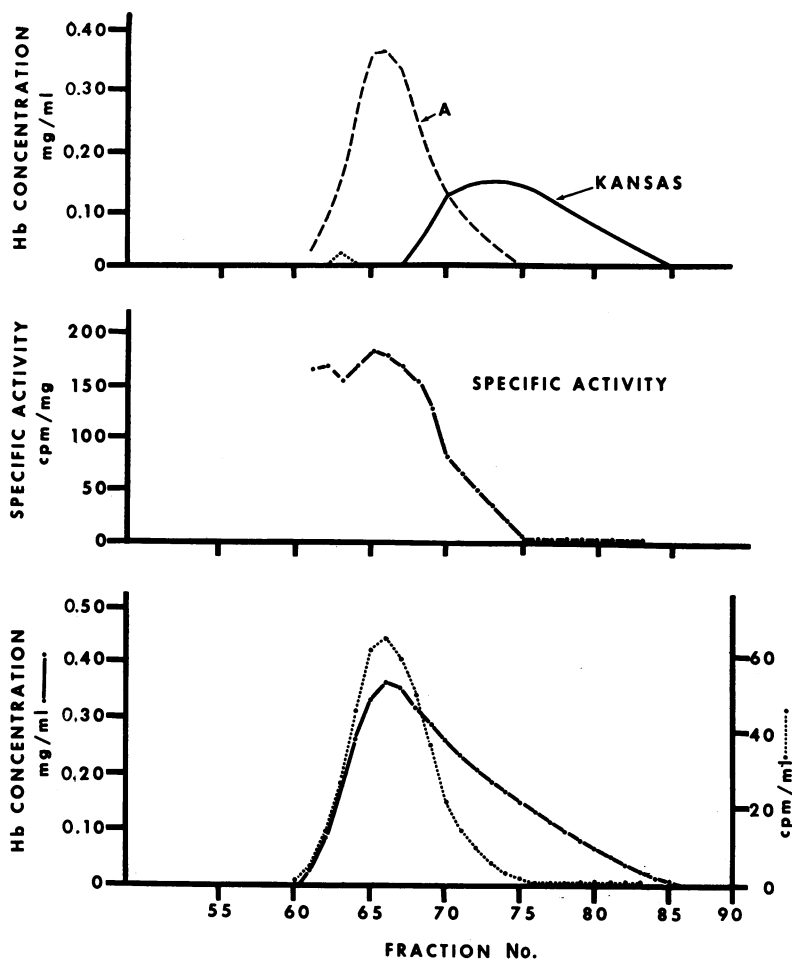 Hb CONCENTRATION
mg/ml
0.40
0.30
0.20
0.10
0
A
KANSAS
SPECIFIC ACTIVITY
cpm/mg
200
150
100
50
0
SPECIFIC ACTIVITY
Hb CONCENTRATION
mg/ml
0.50
0.40
0.30
0.20
0.10
0
60
40
20
0
cpm/ml
55 60 65 70 75 80 85 90
FRACTION No.